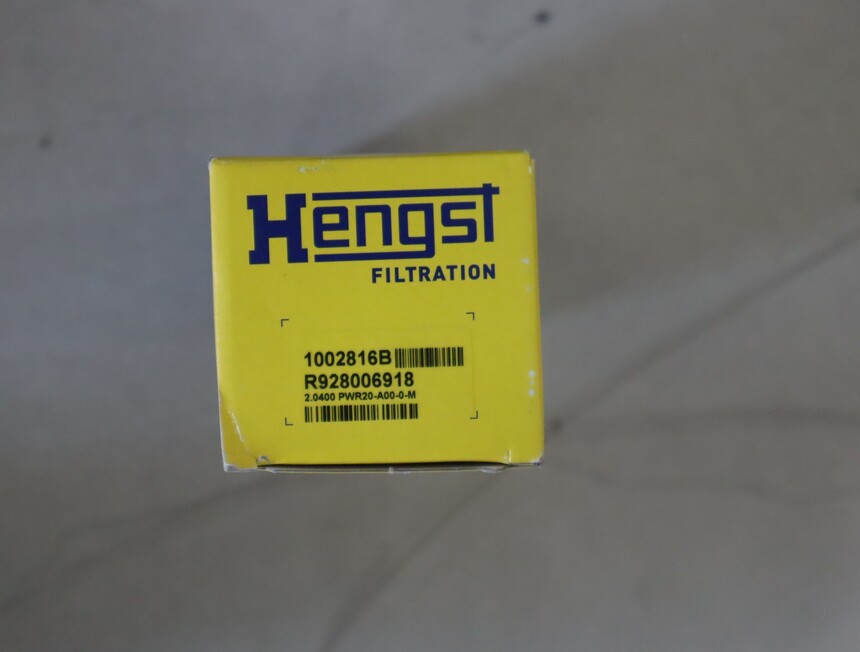 Hengst
FILTRATION
1002816B
R928006918
2.0400 PWR20-A00-0-M